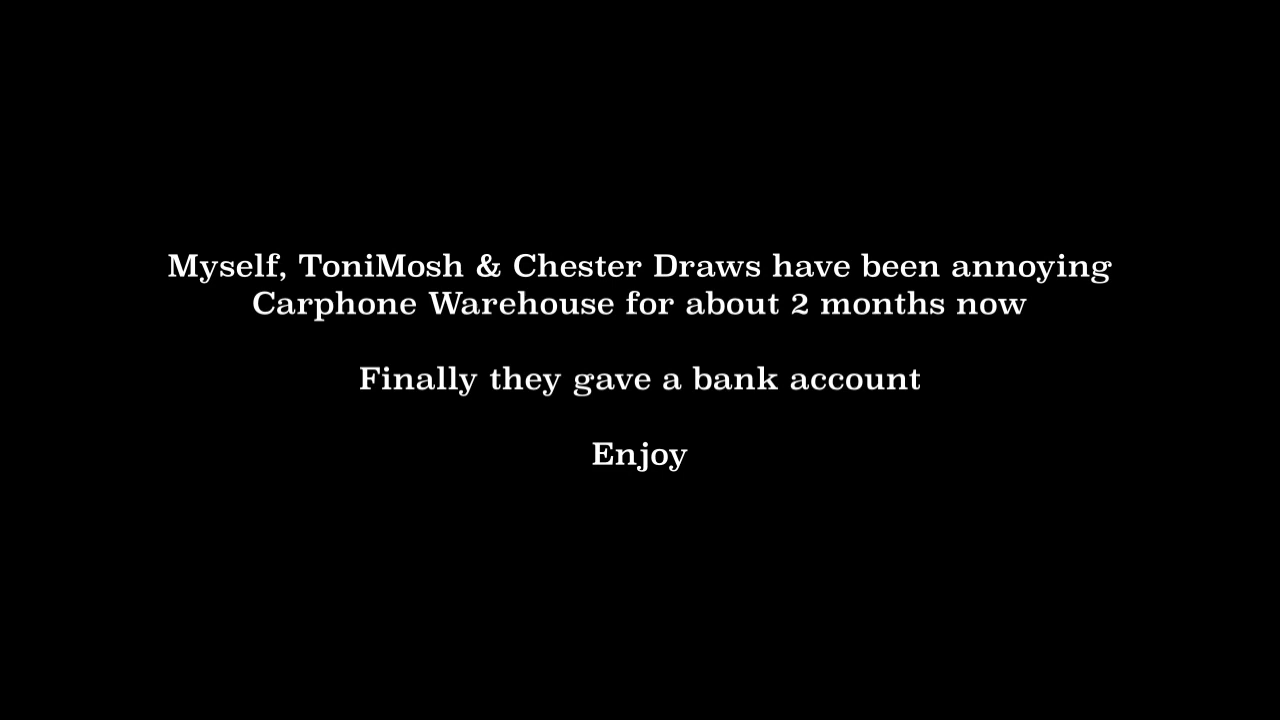 Myself, ToniMosh & Chester Draws have been annoying
Carphone Warehouse for about 2 months now
Finally they gave a bank account
Enjoy